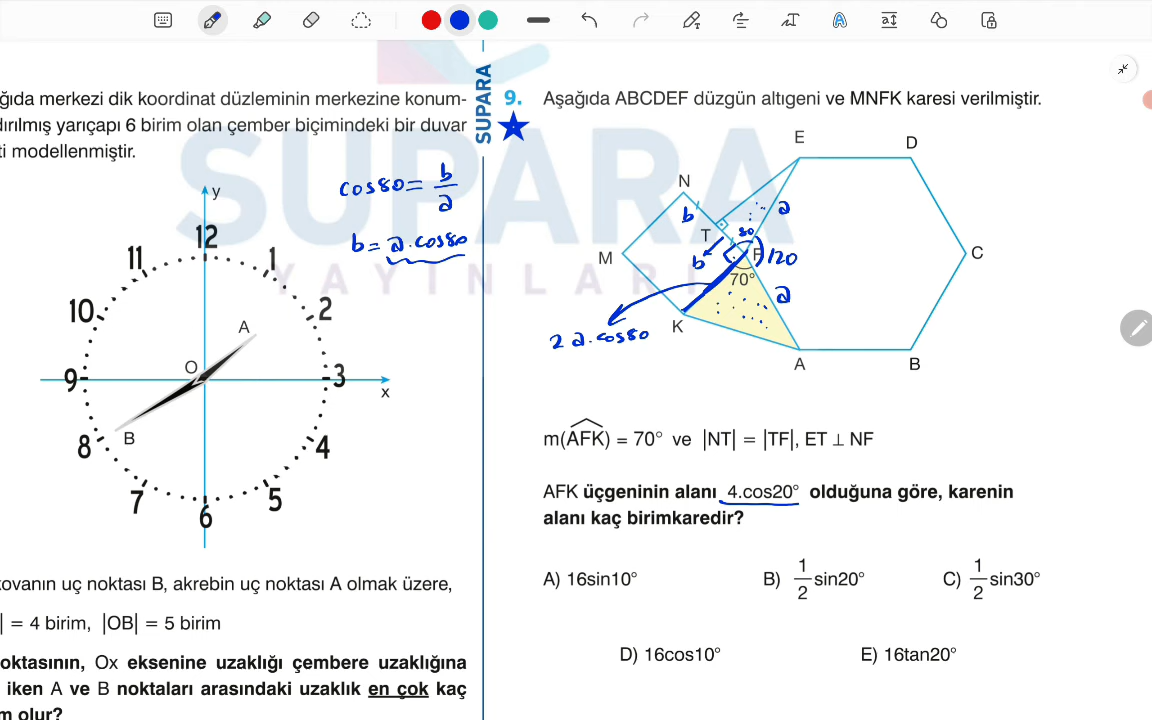 ğıda merkezi dik koordinat düzleminin merkezine konum-
dırılmış yarıçapı 6 birim olan çember biçimindeki bir duvar
ti modellenmiştir.
cos80 = b/a
b = a.cos80
y
12
11
1
10
2
A
O
9
3
x
8
B
4
7
5
6
ovanın uç noktası B, akrebin uç noktası A olmak üzere,
| = 4 birim, |OB| = 5 birim
oktasının, Ox eksenine uzaklığı çembere uzaklığına
iken A ve B noktaları arasındaki uzaklık en çok kaç
m olur?
SUPARA
SUPARA
YAYINLARI
9. Aşağıda ABCDEF düzgün altıgeni ve MNFK karesi verilmiştir.
E
D
N
b
a
T
80
M
b
F
120
C
70°
a
K
2a.cos80
A
B
m(AFK) = 70° ve |NT| = |TF|, ET ⊥ NF
AFK üçgeninin alanı 4.cos20° olduğuna göre, karenin
alanı kaç birimkaredir?
A) 16sin10° B) 1/2 sin20° C) 1/2 sin30°
D) 16cos10° E) 16tan20°